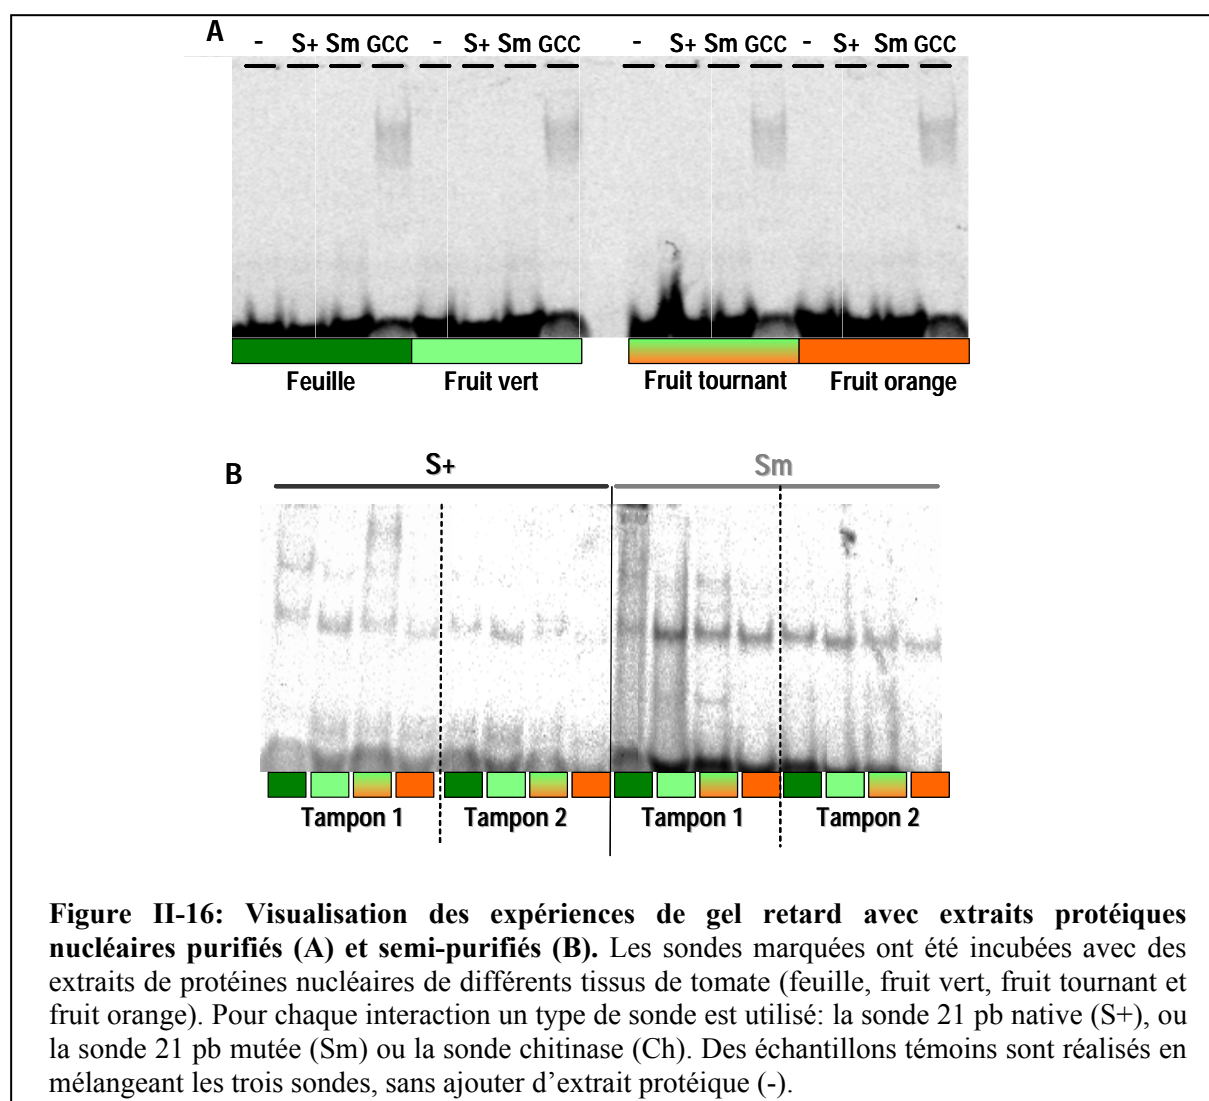 A
- S+ Sm GCC - S+ Sm GCC - S+ Sm GCC - S+ Sm GCC
Feuille Fruit vert Fruit tournant Fruit orange
B S+ Sm
Tampon 1 Tampon 2 Tampon 1 Tampon 2
Figure II-16: Visualisation des expériences de gel retard avec extraits protéiques
nucléaires purifiés (A) et semi-purifiés (B). Les sondes marquées ont été incubées avec des
extraits de protéines nucléaires de différents tissus de tomate (feuille, fruit vert, fruit tournant et
fruit orange). Pour chaque interaction un type de sonde est utilisé: la sonde 21 pb native (S+), ou
la sonde 21 pb mutée (Sm) ou la sonde chitinase (Ch). Des échantillons témoins sont réalisés en
mélangeant les trois sondes, sans ajouter d'extrait protéique (-).